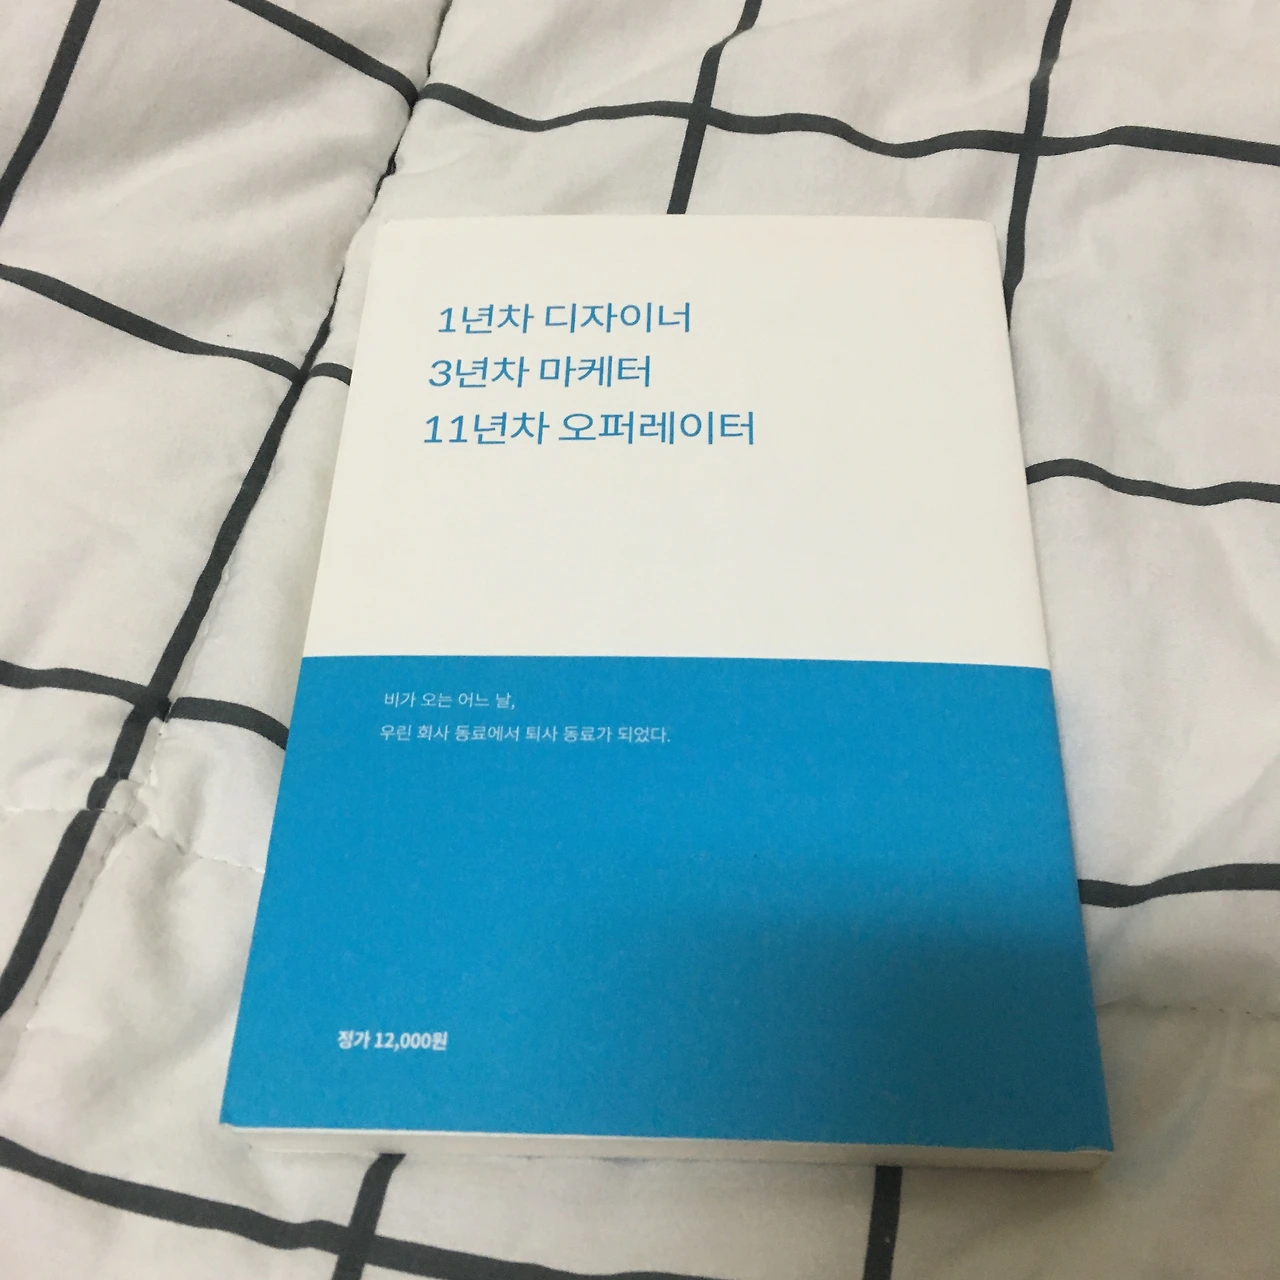 1년차 디자이너
3년차 마케터
11년차 오퍼레이터
비가 오는 어느 날,
우린 회사 동료에서 퇴사 동료가 되었다.
정가 12,000원